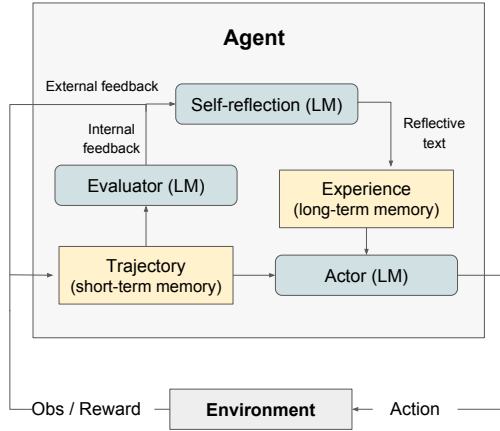 Agent
External feedback
Self-reflection (LM)
Internal
feedback
Reflective
text
Evaluator (LM)
Experience
(long-term memory)
Trajectory
(short-term memory)
Actor (LM)
Obs / Reward
Environment
Action